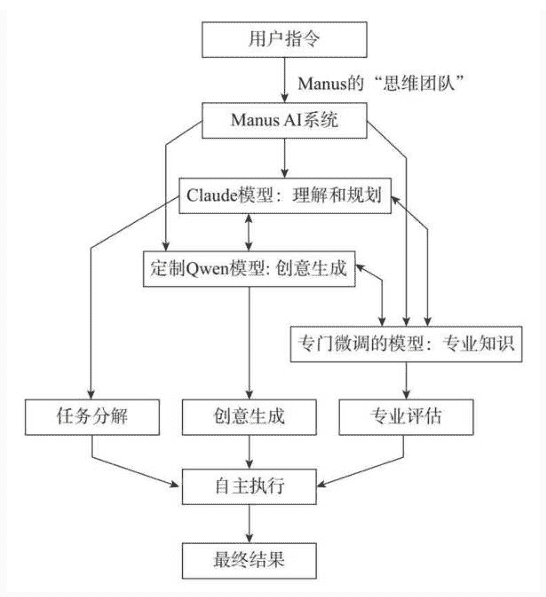 用户指令
Manus的“思维团队”
Manus AI系统
Claude模型：理解和规划
定制Qwen模型: 创意生成
专门微调的模型：专业知识
任务分解
创意生成
专业评估
自主执行
最终结果